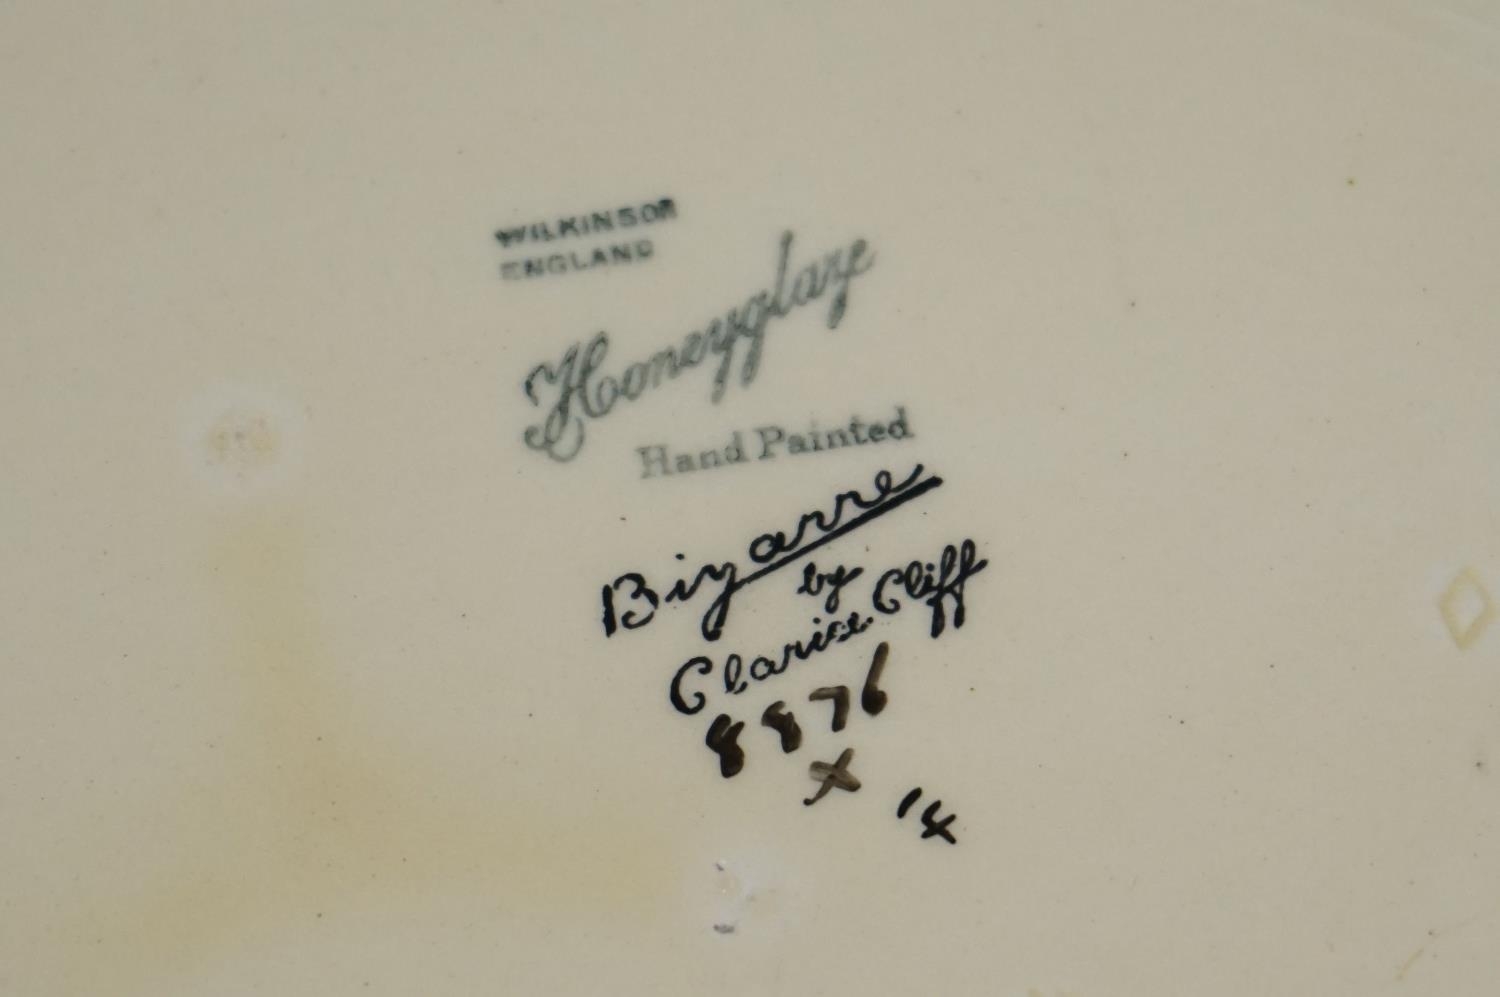 WILKINSON
ENGLAND
Honeyglaze
Hand Painted
Bizarre
by
Clarice Cliff
8876
x
14